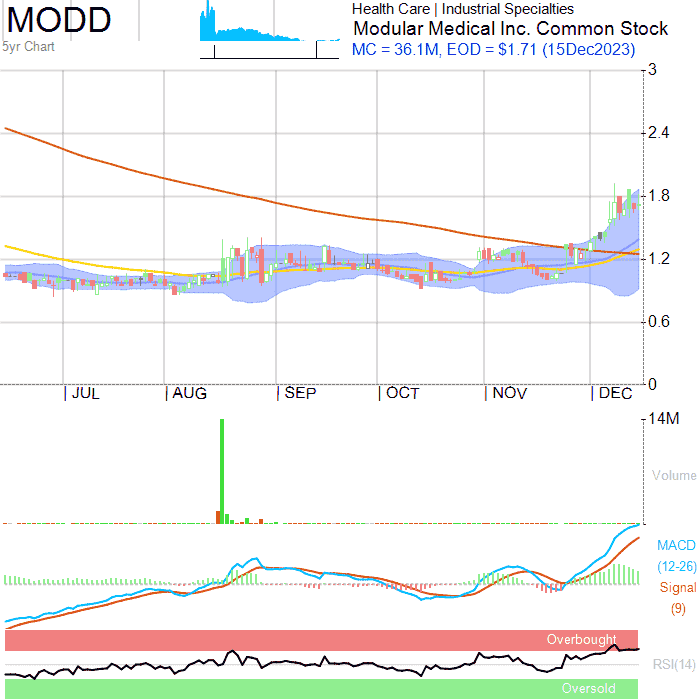 MODD
5yr Chart
Health Care | Industrial Specialties
Modular Medical Inc. Common Stock
MC = 36.1M, EOD = $1.71 (15Dec2023)
3
2.4
1.8
1.2
0.6
0
| JUL | AUG | SEP | OCT | NOV | DEC
14M
Volume
MACD
(12-26)
Signal
(9)
Overbought
RSI(14)
Oversold